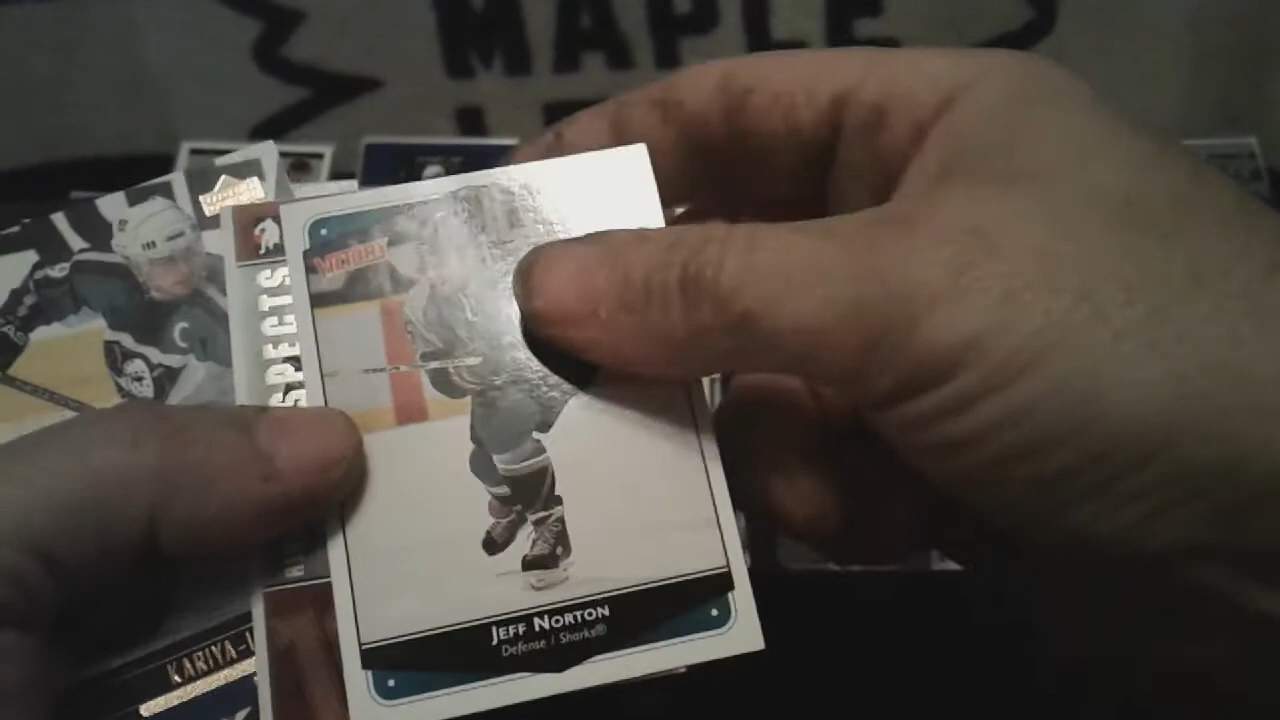 MAPLE
VICTORY
SPECTS
JEFF NORTON
Defense / Sharks®
KARIYA-